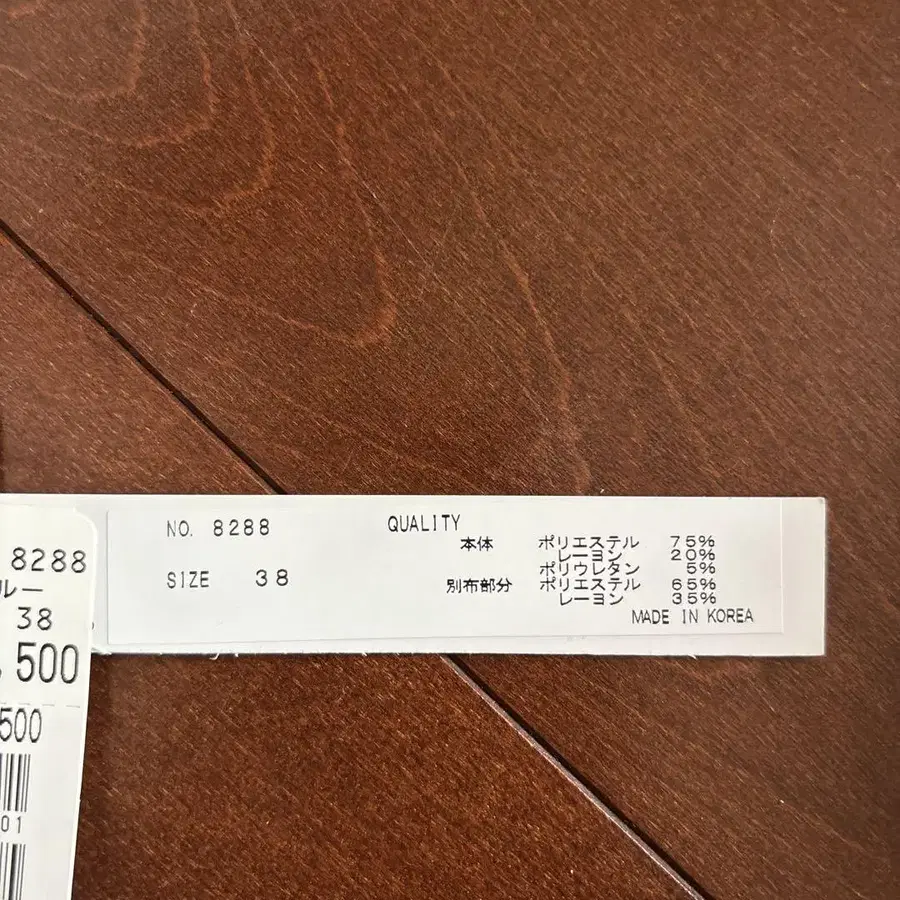 NO. 8288
SIZE 38
QUALITY
本体 ポリエステル 75%
レーヨン 20%
ポリウレタン 5%
別布部分 ポリエステル 65%
レーヨン 35%
MADE IN KOREA
8288
ルー
38
500
500
01